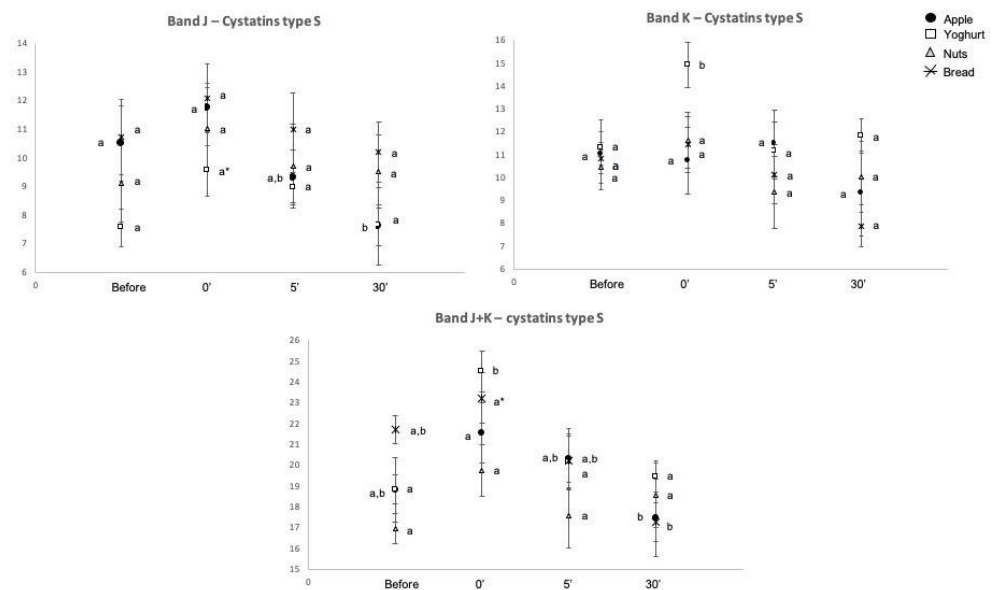 Band J – Cystatins type S
14
13
12
11
10
9
8
7
6
0
Before
0'
5'
30'
a
a
a
a
a
a
a
a*
a
a,b
a
a
a
a
b
a
Band K – Cystatins type S
16
15
14
13
12
11
10
9
8
7
6
0
Before
0'
5'
30'
a
a
a
a
b
a
a
a
a
a
a
a
a
a
a
a
Apple
Yoghurt
Nuts
Bread
Band J+K – cystatins type S
26
25
24
23
22
21
20
19
18
17
16
15
0
Before
0'
5'
30'
a,b
a
a,b
a
b
a*
a
a
a,b
a,b
a
a
a
a
b
b